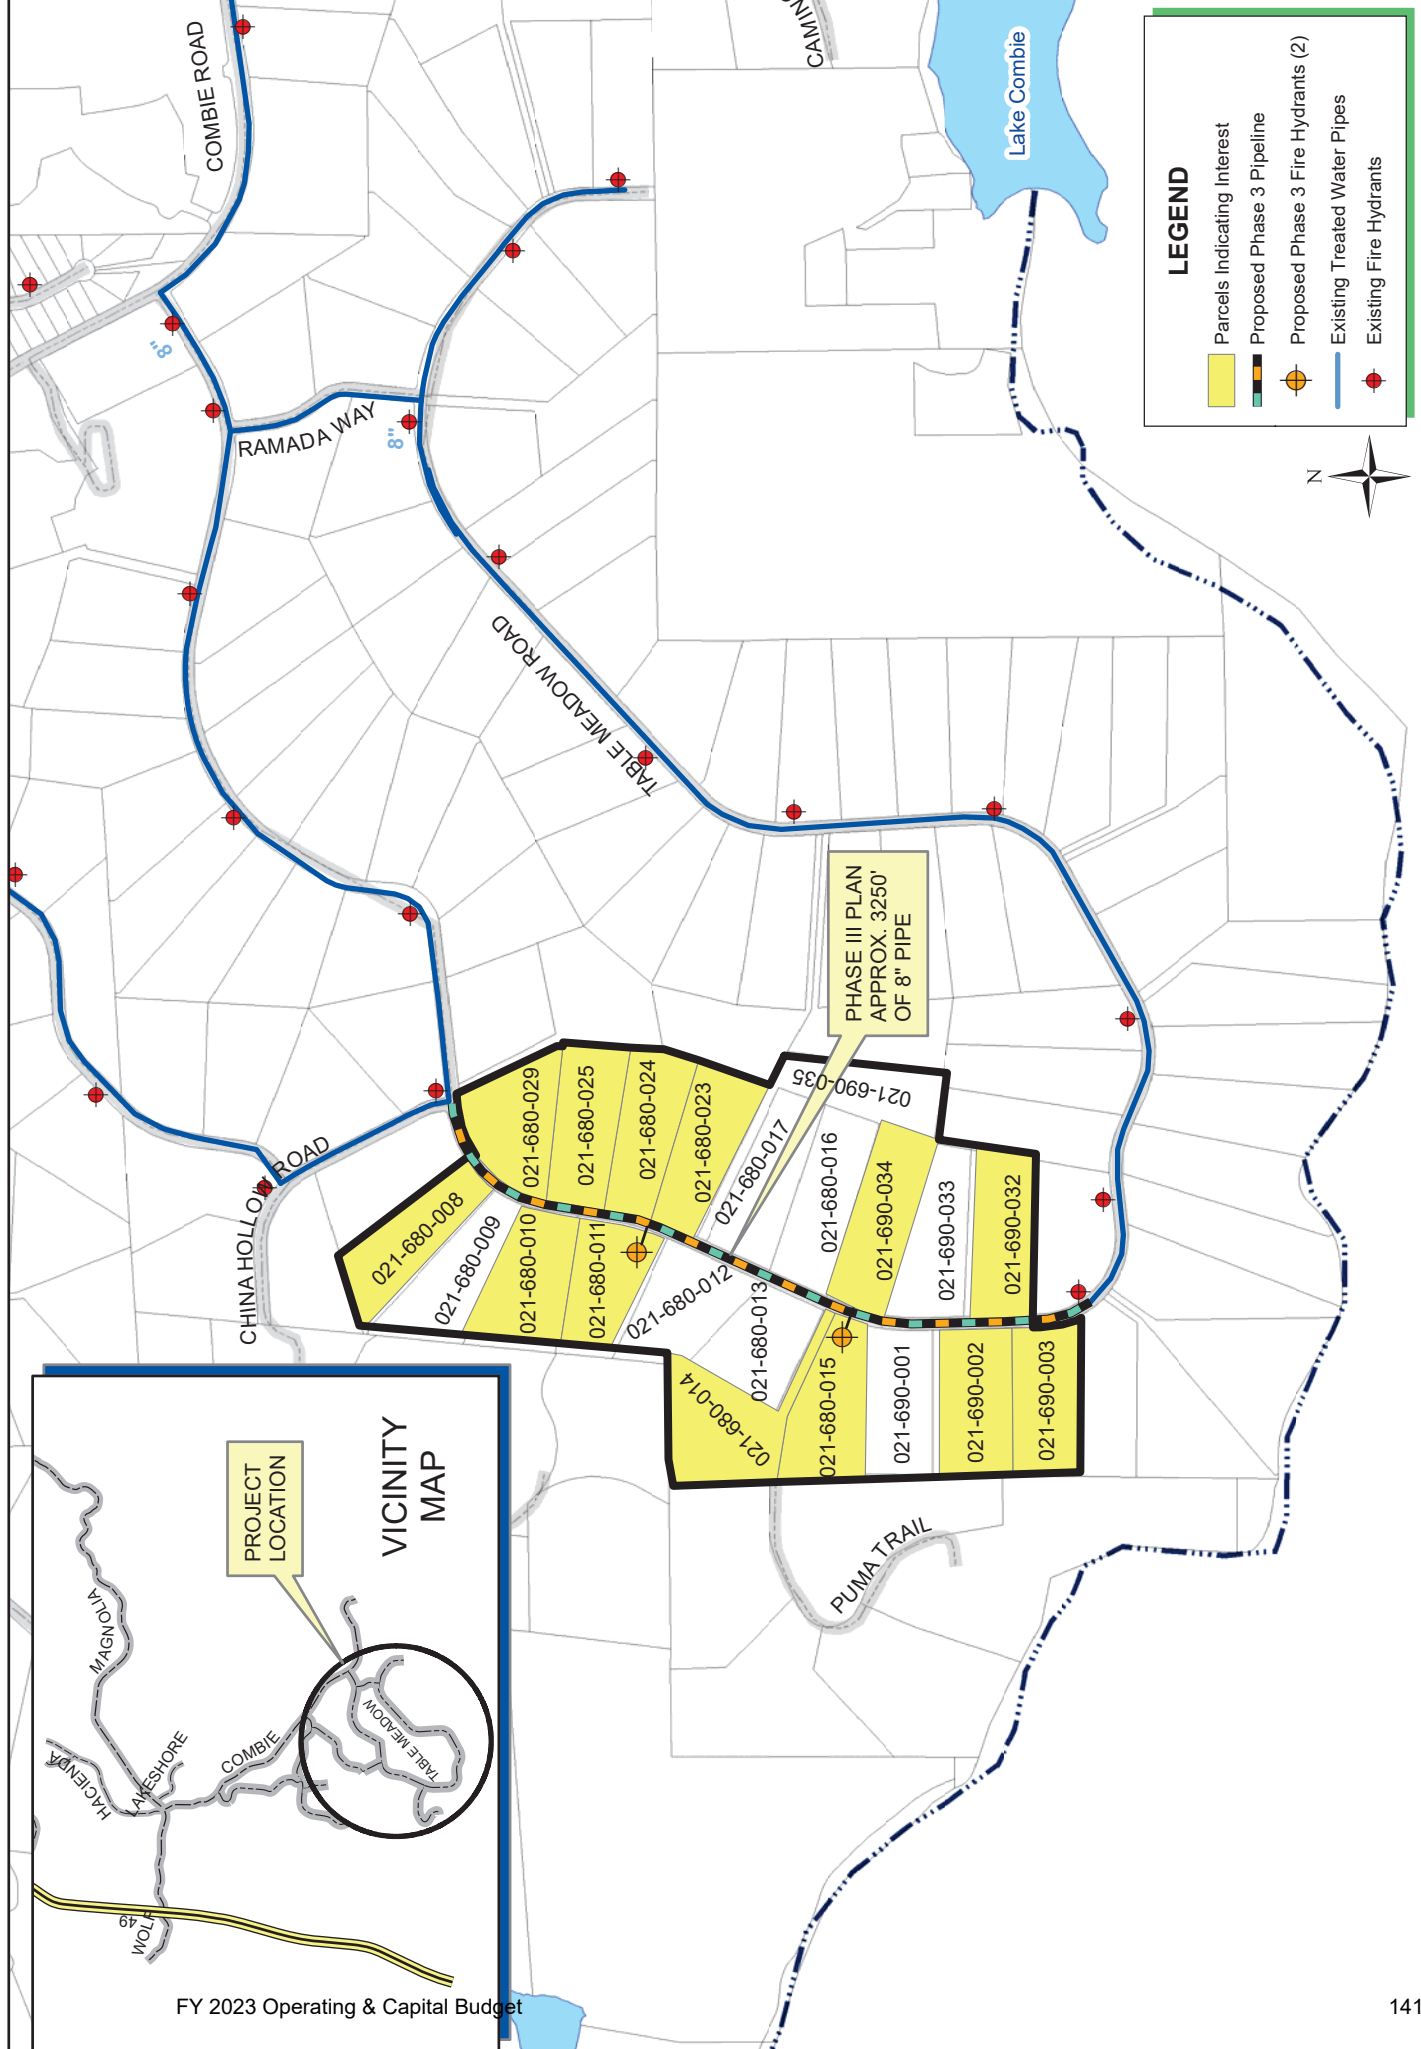 COMBIE ROAD
CAMIN
Lake Combie
8"
RAMADA WAY
8"
TABLE MEADOW ROAD
CHINA HOLLOW ROAD
PUMA TRAIL
PHASE III PLAN
APPROX. 3250'
OF 8" PIPE
021-680-029
021-680-025
021-680-024
021-680-023
021-680-017
021-690-035
021-680-016
021-690-034
021-690-033
021-690-032
021-680-008
021-680-009
021-680-010
021-680-011
021-680-012
021-680-013
021-680-014
021-680-015
021-690-001
021-690-002
021-690-003
LEGEND
Parcels Indicating Interest
Proposed Phase 3 Pipeline
Proposed Phase 3 Fire Hydrants (2)
Existing Treated Water Pipes
Existing Fire Hydrants
N
VICINITY
MAP
PROJECT
LOCATION
MAGNOLIA
HACIENDA
LAKESHORE
COMBIE
TABLE MEADOW
WOLF
49
FY 2023 Operating & Capital Budget
141